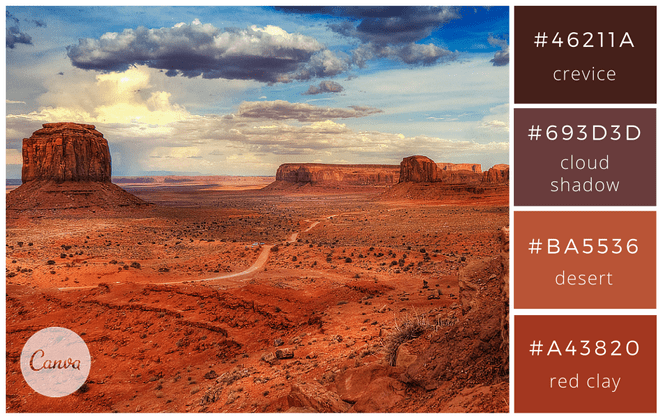 #46211A
crevice
#693D3D
cloud
shadow
#BA5536
desert
#A43820
red clay
Canva